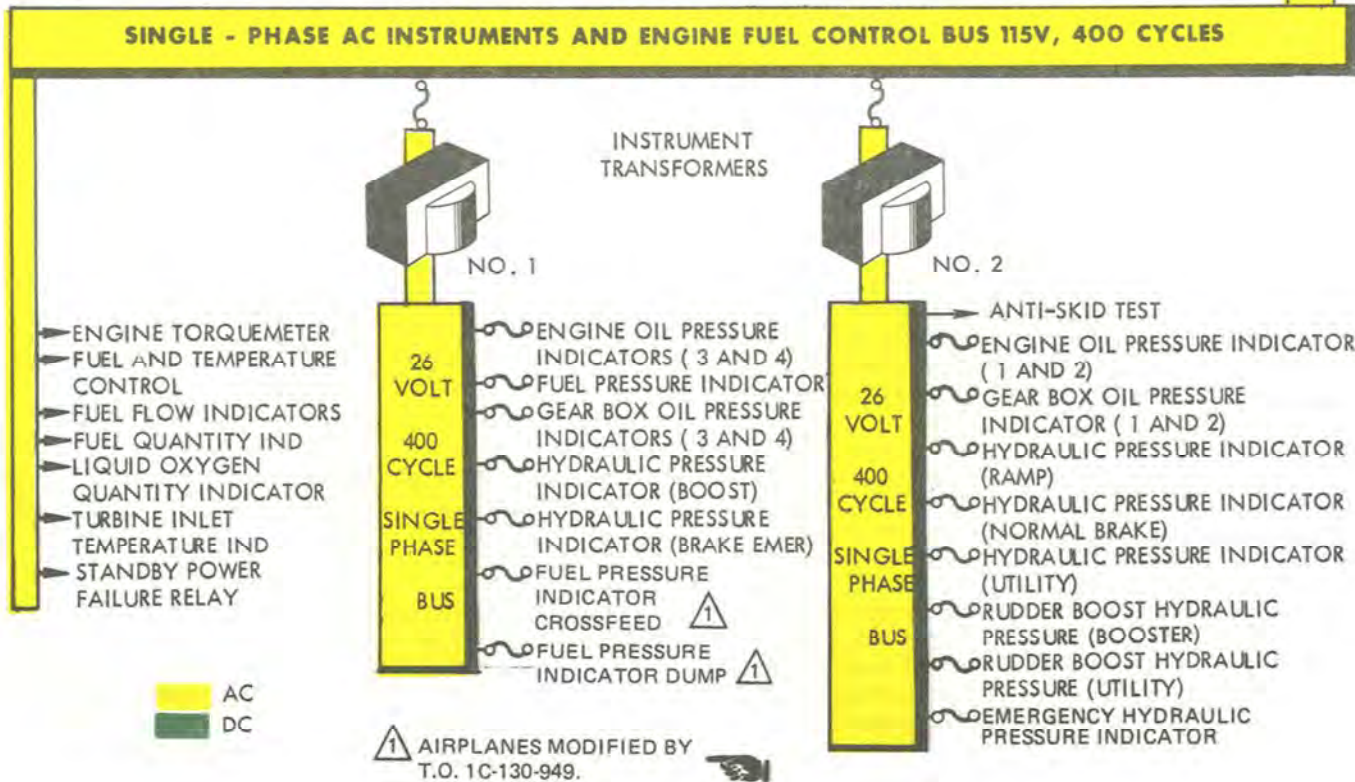 SINGLE - PHASE AC INSTRUMENTS AND ENGINE FUEL CONTROL BUS 115V, 400 CYCLES
INSTRUMENT
TRANSFORMERS
NO. 1
NO. 2
ENGINE TORQUEMETER
FUEL AND TEMPERATURE
CONTROL
FUEL FLOW INDICATORS
FUEL QUANTITY IND
LIQUID OXYGEN
QUANTITY INDICATOR
TURBINE INLET
TEMPERATURE IND
STANDBY POWER
FAILURE RELAY
26
VOLT
400
CYCLE
SINGLE
PHASE
BUS
ENGINE OIL PRESSURE
INDICATORS ( 3 AND 4)
FUEL PRESSURE INDICATOR
GEAR BOX OIL PRESSURE
INDICATORS ( 3 AND 4)
HYDRAULIC PRESSURE
INDICATOR (BOOST)
HYDRAULIC PRESSURE
INDICATOR (BRAKE EMER)
FUEL PRESSURE
INDICATOR
CROSSFEED 1
FUEL PRESSURE
INDICATOR DUMP 1
26
VOLT
400
CYCLE
SINGLE
PHASE
BUS
ANTI-SKID TEST
ENGINE OIL PRESSURE INDICATOR
( 1 AND 2)
GEAR BOX OIL PRESSURE
INDICATOR ( 1 AND 2)
HYDRAULIC PRESSURE INDICATOR
(RAMP)
HYDRAULIC PRESSURE INDICATOR
(NORMAL BRAKE)
HYDRAULIC PRESSURE INDICATOR
(UTILITY)
RUDDER BOOST HYDRAULIC
PRESSURE (BOOSTER)
RUDDER BOOST HYDRAULIC
PRESSURE (UTILITY)
EMERGENCY HYDRAULIC
PRESSURE INDICATOR
AC
DC
1 AIRPLANES MODIFIED BY
T.O. 1C-130-949.